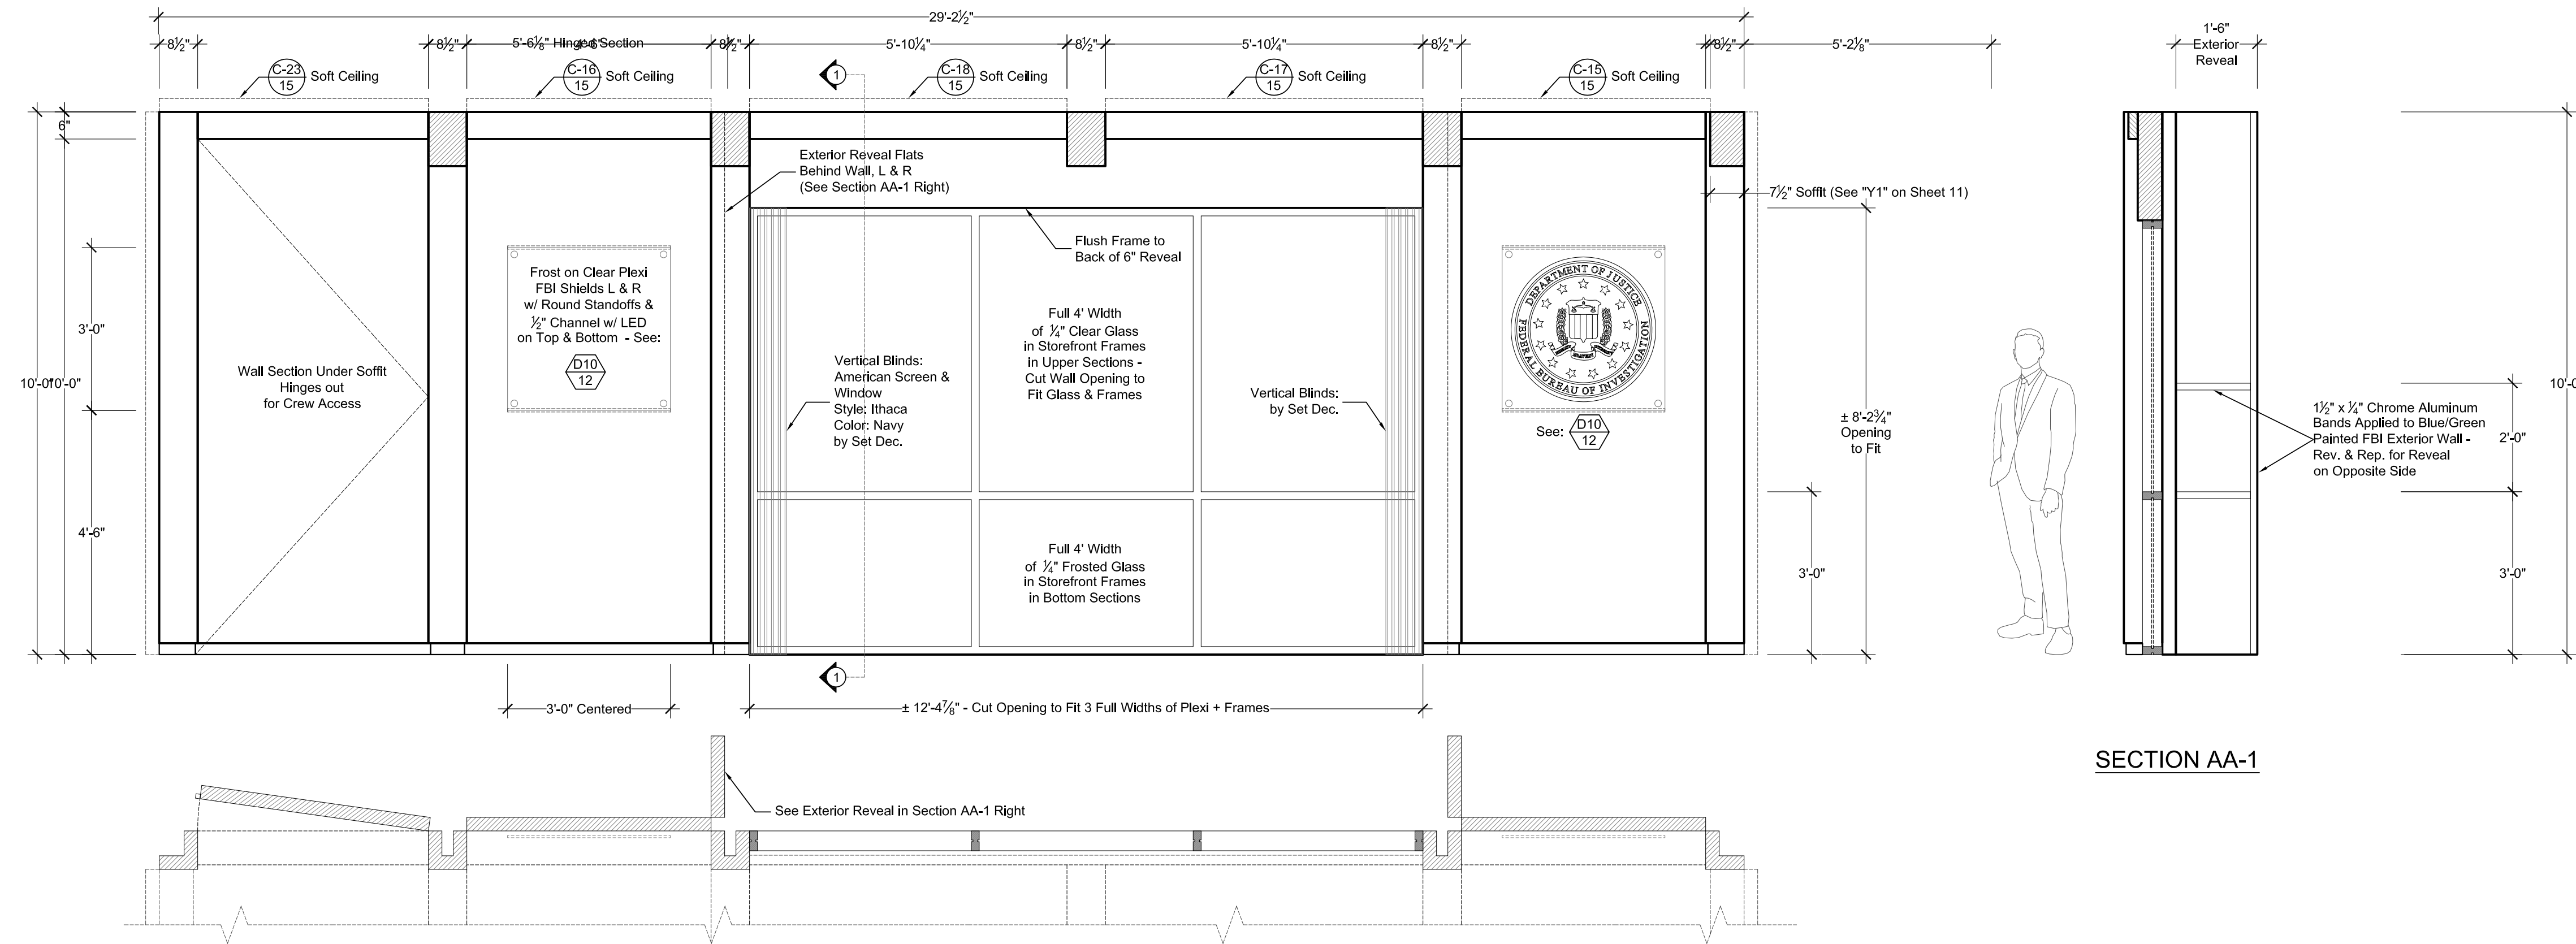 29'-2½"
8½"
8½"
5'-6⅛" Hinged Section
4'-6"
8½"
5'-10¼"
8½"
5'-10¼"
8½"
8½"
5'-2⅛"
1'-6"
Exterior
Reveal
C-23
15
Soft Ceiling
C-16
15
Soft Ceiling
1
C-18
15
Soft Ceiling
C-17
15
Soft Ceiling
C-15
15
Soft Ceiling
6"
Exterior Reveal Flats
Behind Wall, L & R
(See Section AA-1 Right)
7½" Soffit (See "Y1" on Sheet 11)
Flush Frame to
Back of 6" Reveal
3'-0"
10'-0"
10'-0"
4'-6"
Wall Section Under Soffit
Hinges out
for Crew Access
Frost on Clear Plexi
FBI Shields L & R
w/ Round Standoffs &
½" Channel w/ LED
on Top & Bottom - See:
D10
12
Vertical Blinds:
American Screen &
Window
Style: Ithaca
Color: Navy
by Set Dec.
Full 4' Width
of ¼" Clear Glass
in Storefront Frames
in Upper Sections -
Cut Wall Opening to
Fit Glass & Frames
Vertical Blinds:
by Set Dec.
DEPARTMENT OF JUSTICE
FEDERAL BUREAU OF INVESTIGATION
See:
D10
12
± 8'-2¾"
Opening
to Fit
3'-0"
Full 4' Width
of ¼" Frosted Glass
in Storefront Frames
in Bottom Sections
1½" x ¼" Chrome Aluminum
Bands Applied to Blue/Green
Painted FBI Exterior Wall -
Rev. & Rep. for Reveal
on Opposite Side
2'-0"
3'-0"
10'-0
1
3'-0" Centered
± 12'-4⅞" - Cut Opening to Fit 3 Full Widths of Plexi + Frames
SECTION AA-1
See Exterior Reveal in Section AA-1 Right